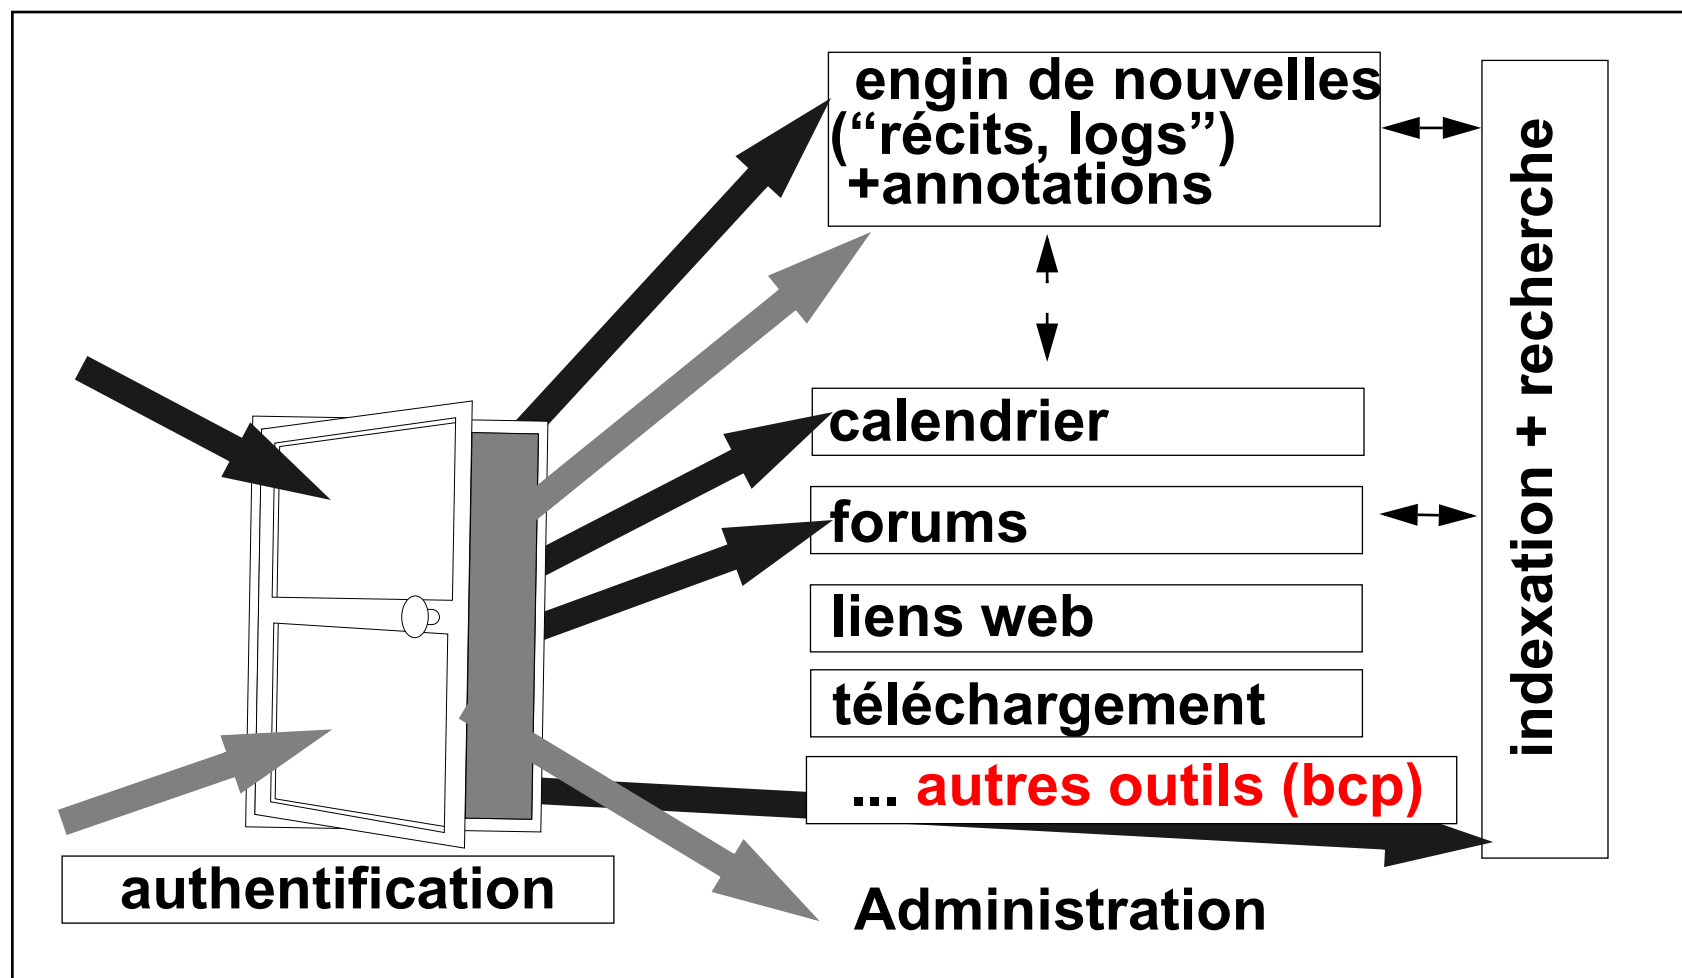 engin de nouvelles
(“récits, logs”)
+annotations
calendrier
forums
liens web
téléchargement
... autres outils (bcp)
indexation + recherche
authentification
Administration